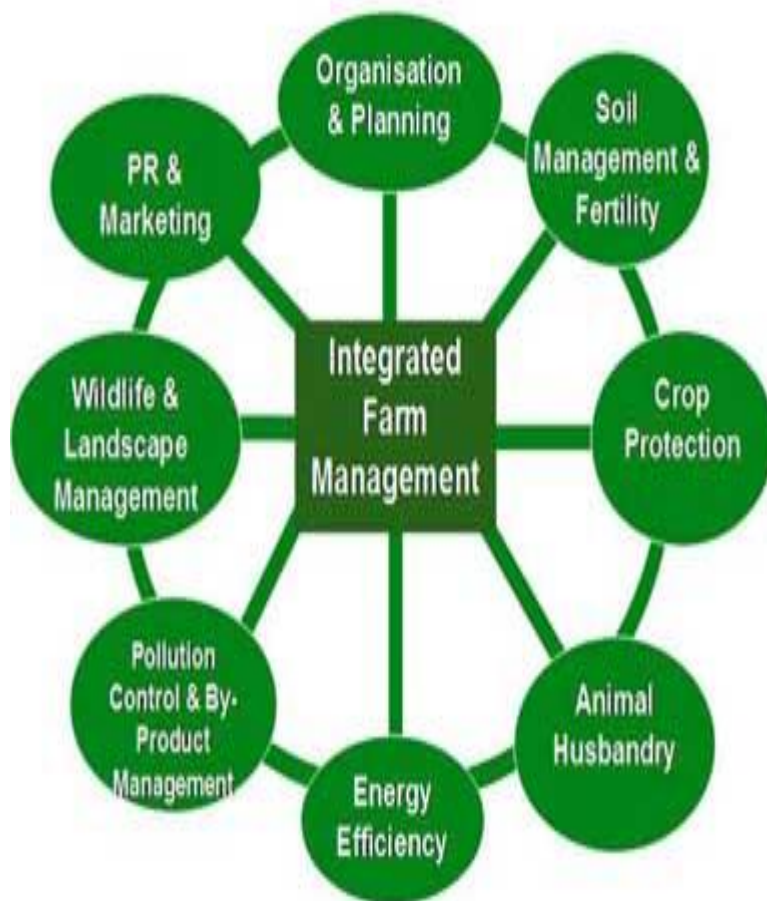 Organisation
& Planning
Soil
Management &
Fertility
PR &
Marketing
Integrated
Farm
Management
Wildlife &
Landscape
Management
Crop
Protection
Pollution
Control & By-
Product
Management
Animal
Husbandry
Energy
Efficiency